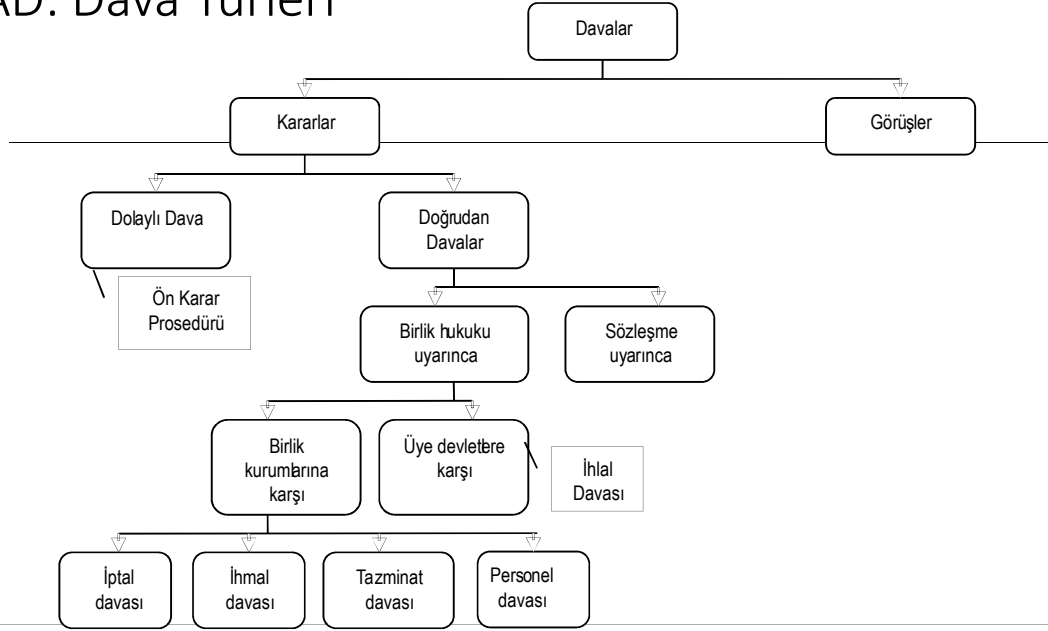 AD: Dava Türleri
Davalar
Kararlar
Görüşler
Dolaylı Dava
Doğrudan
Davalar
Ön Karar
Prosedürü
Birlik hukuku
uyarınca
Sözleşme
uyarınca
Birlik
kurumlarına
karşı
Üye devletlere
karşı
İhlal
Davası
İptal
davası
İhmal
davası
Tazminat
davası
Personel
davası